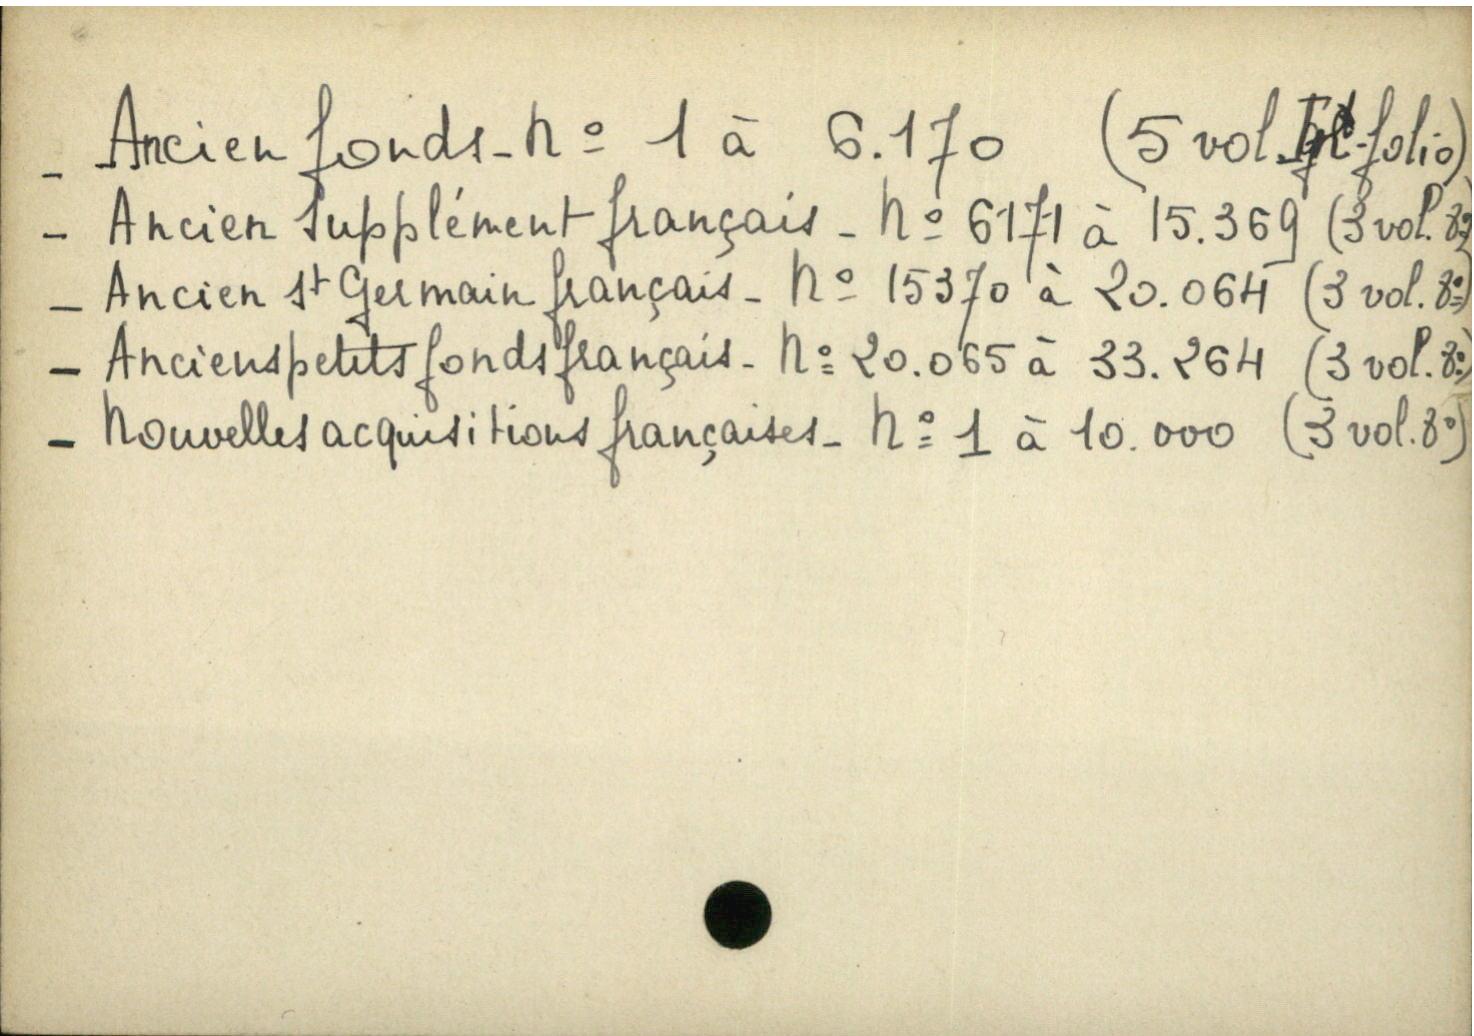 - Ancien fonds - N° 1 à 6.170 (5 vol. In-folio)
- Ancien supplément français - N° 6171 à 15.369 (3 vol. 8°)
- Ancien St Germain français - N° 15370 à 20.064 (3 vol. 8°)
- Anciens petits fonds français - N° 20.065 à 33.264 (3 vol. 8°)
- Nouvelles acquisitions françaises - N° 1 à 10.000 (3 vol. 8°)